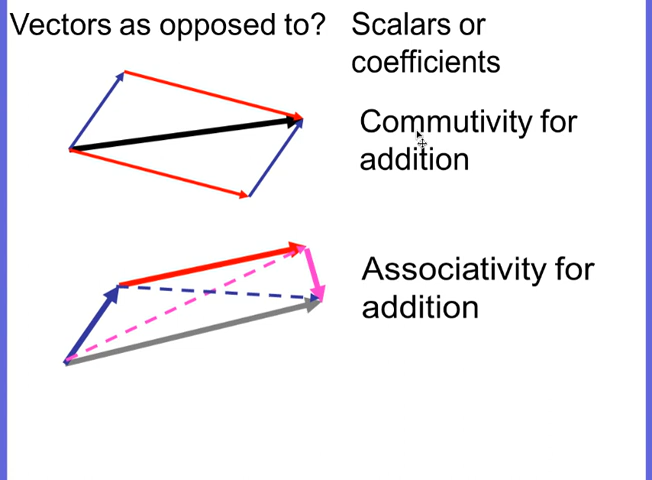 Vectors as opposed to? Scalars or
coefficients
Commutivity for
addition
Associativity for
addition